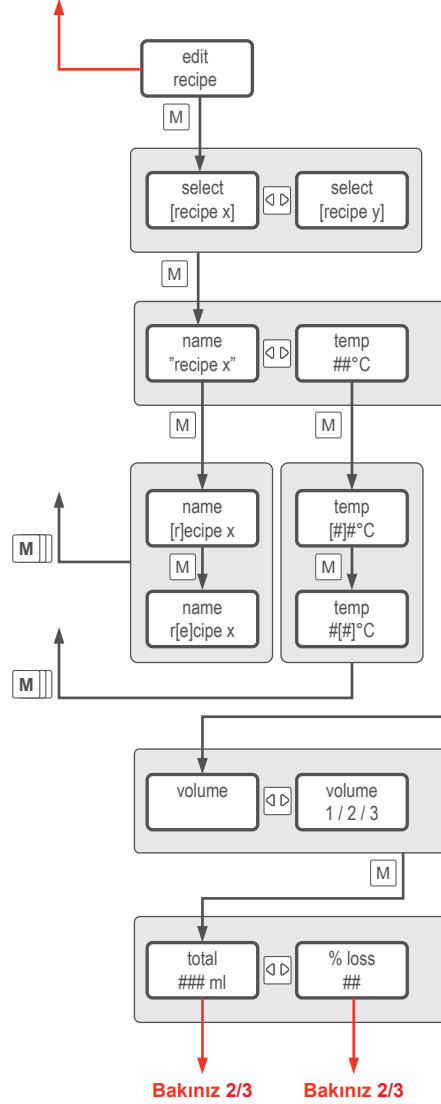 edit
recipe
M
select
[recipe x]
select
[recipe y]
M
name
”recipe x”
temp
##°C
M
M
name
[r]ecipe x
temp
[#]#°C
M
M
M
name
r[e]cipe x
temp
#[#]°C
M
volume
volume
1 / 2 / 3
M
total
### ml
% loss
##
Bakınız 2/3
Bakınız 2/3